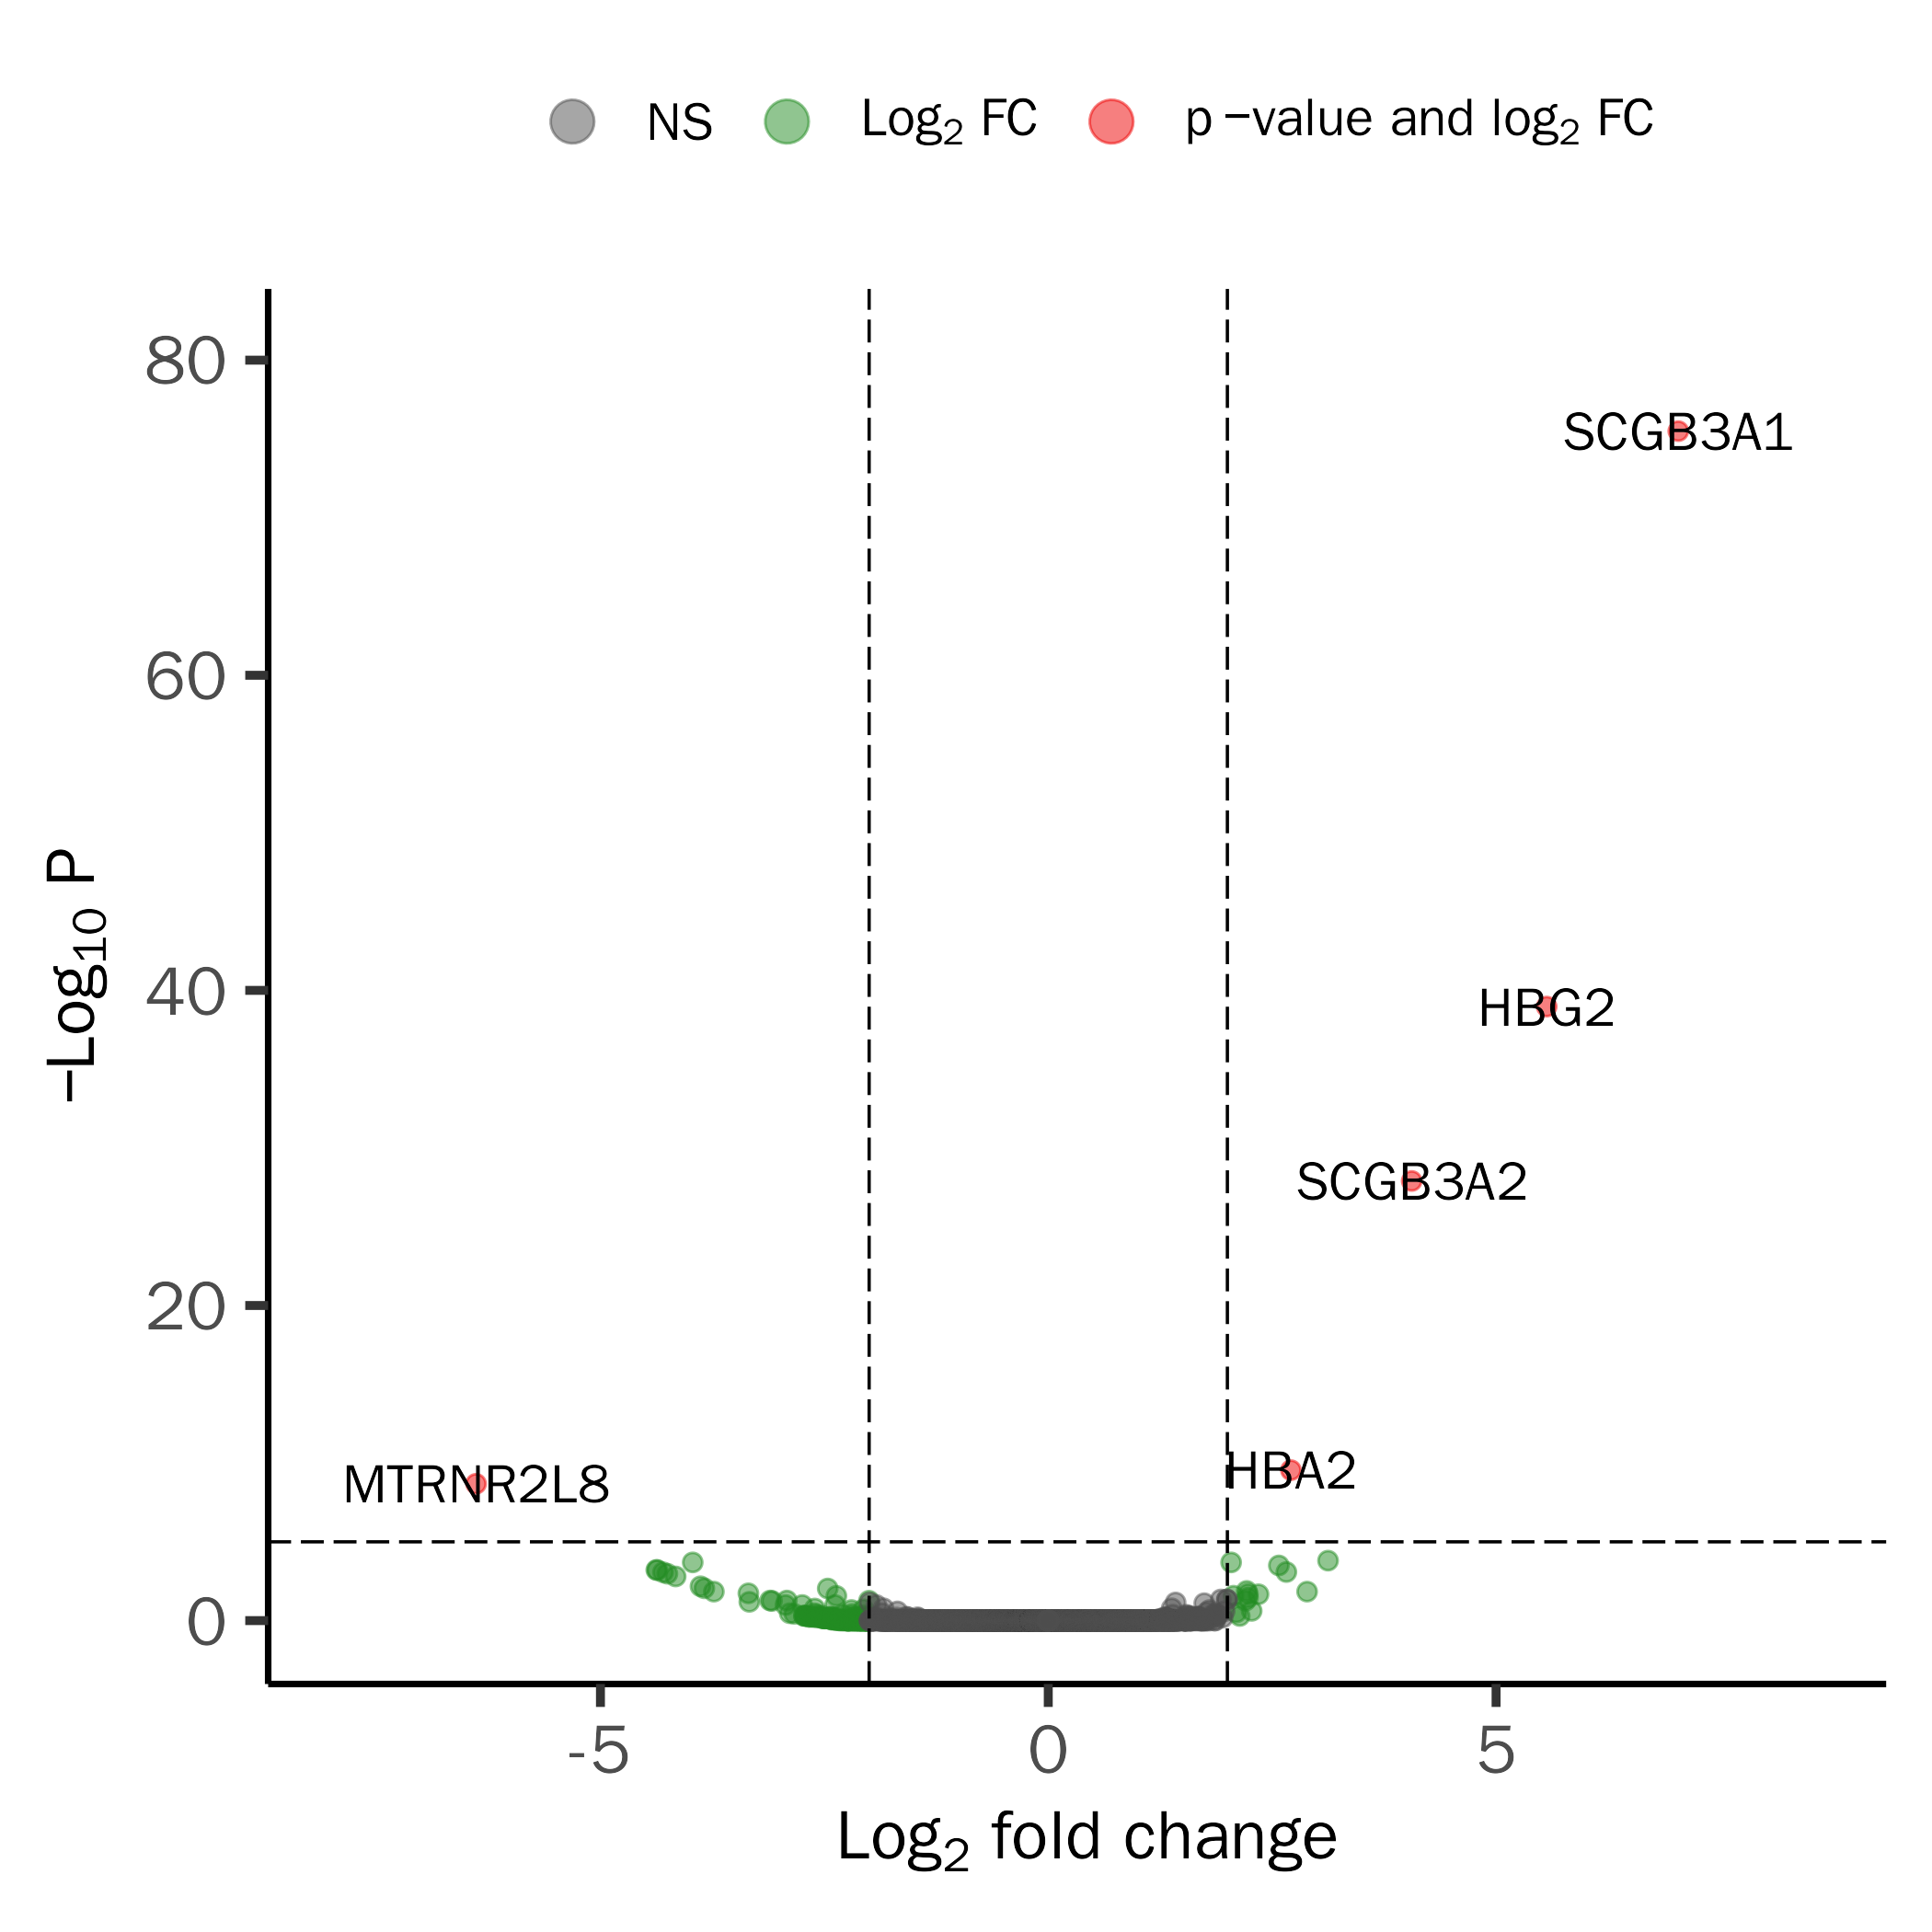 NS Log₂ FC p −value and log₂ FC
80
60
40
20
0
−Log₁₀ P
SCGB3A1
HBG2
SCGB3A2
MTRNR2L8
HBA2
-5 0 5
Log₂ fold change